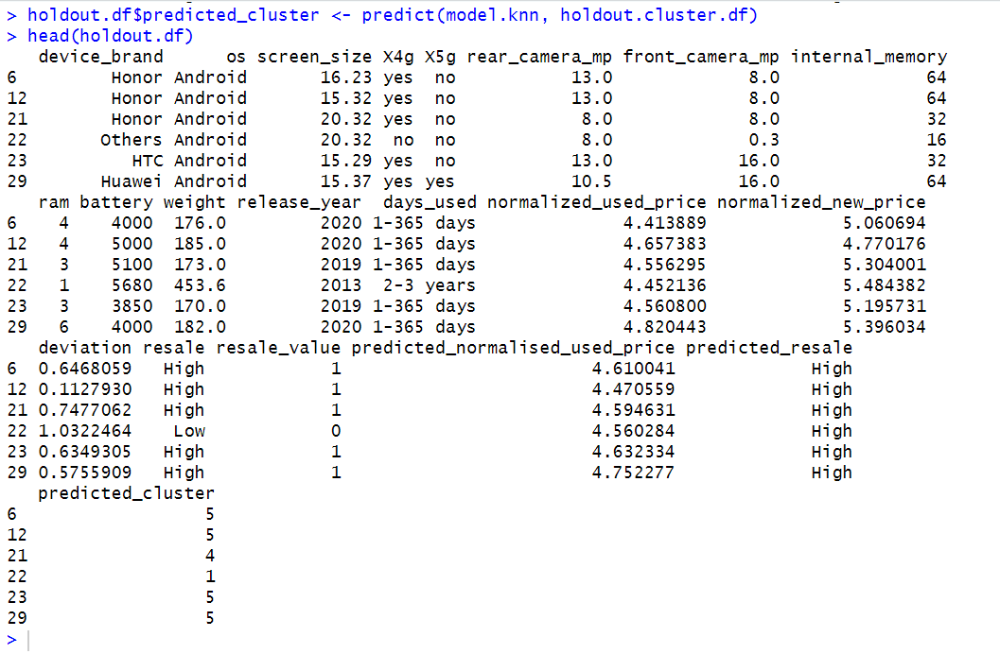 > holdout.df$predicted_cluster <- predict(model.knn, holdout.cluster.df)
> head(holdout.df)
   device_brand      os screen_size X4g X5g rear_camera_mp front_camera_mp internal_memory
6         Honor Android       16.23 yes  no           13.0             8.0              64
12        Honor Android       15.32 yes  no           13.0             8.0              64
21        Honor Android       20.32 yes  no            8.0             8.0              32
22       Others Android       20.32  no  no            8.0             0.3              16
23          HTC Android       15.29 yes  no           13.0            16.0              32
29       Huawei Android       15.37 yes yes           10.5            16.0              64
   ram battery weight release_year  days_used normalized_used_price normalized_new_price
6    4    4000  176.0         2020 1-365 days              4.413889             5.060694
12   4    5000  185.0         2020 1-365 days              4.657383             4.770176
21   3    5100  173.0         2019 1-365 days              4.556295             5.304001
22   1    5680  453.6         2013  2-3 years              4.452136             5.484382
23   3    3850  170.0         2019 1-365 days              4.560800             5.195731
29   6    4000  182.0         2020 1-365 days              4.820443             5.396034
   deviation resale resale_value predicted_normalised_used_price predicted_resale
6  0.6468059   High            1                        4.610041             High
12 0.1127930   High            1                        4.470559             High
21 0.7477062   High            1                        4.594631             High
22 1.0322464    Low            0                        4.560284             High
23 0.6349305   High            1                        4.632334             High
29 0.5755909   High            1                        4.752277             High
   predicted_cluster
6                  5
12                 5
21                 4
22                 1
23                 5
29                 5
>